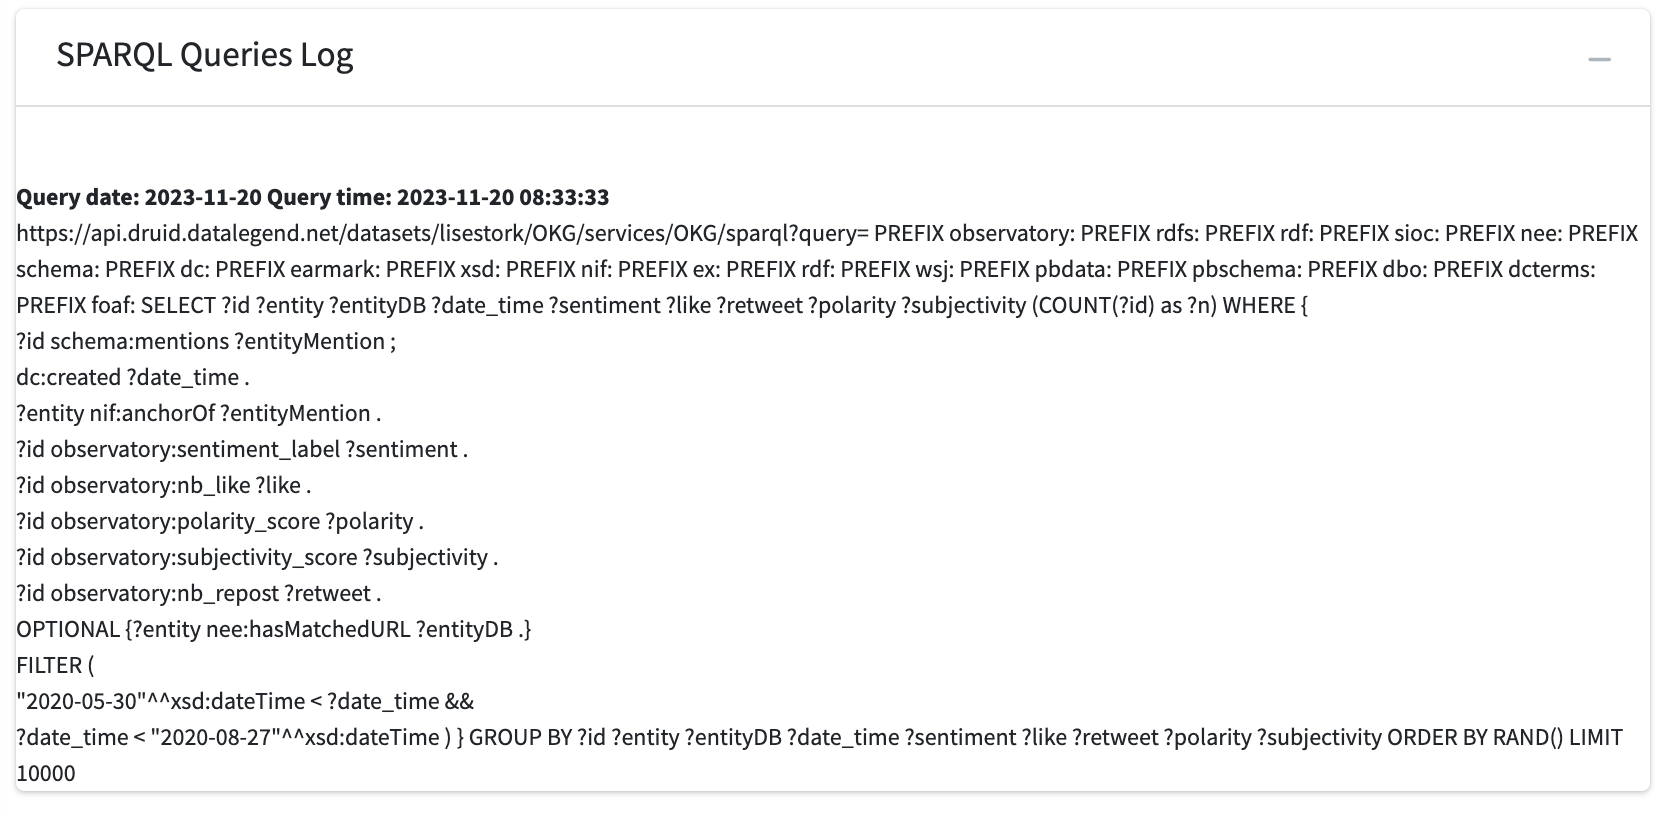 SPARQL Queries Log
Query date: 2023-11-20 Query time: 2023-11-20 08:33:33
https://api.druid.datalegend.net/datasets/lisestork/OKG/services/OKG/sparql?query= PREFIX observatory: PREFIX rdfs: PREFIX rdf: PREFIX sioc: PREFIX nee: PREFIX
schema: PREFIX dc: PREFIX earmark: PREFIX xsd: PREFIX nif: PREFIX ex: PREFIX rdf: PREFIX wsj: PREFIX pbdata: PREFIX pbschema: PREFIX dbo: PREFIX dcterms:
PREFIX foaf: SELECT ?id ?entity ?entityDB ?date_time ?sentiment ?like ?retweet ?polarity ?subjectivity (COUNT(?id) as ?n) WHERE {
?id schema:mentions ?entityMention ;
dc:created ?date_time .
?entity nif:anchorOf ?entityMention .
?id observatory:sentiment_label ?sentiment .
?id observatory:nb_like ?like .
?id observatory:polarity_score ?polarity .
?id observatory:subjectivity_score ?subjectivity .
?id observatory:nb_repost ?retweet .
OPTIONAL {?entity nee:hasMatchedURL ?entityDB .}
FILTER (
"2020-05-30"^^xsd:dateTime < ?date_time &&
?date_time < "2020-08-27"^^xsd:dateTime ) } GROUP BY ?id ?entity ?entityDB ?date_time ?sentiment ?like ?retweet ?polarity ?subjectivity ORDER BY RAND() LIMIT
10000